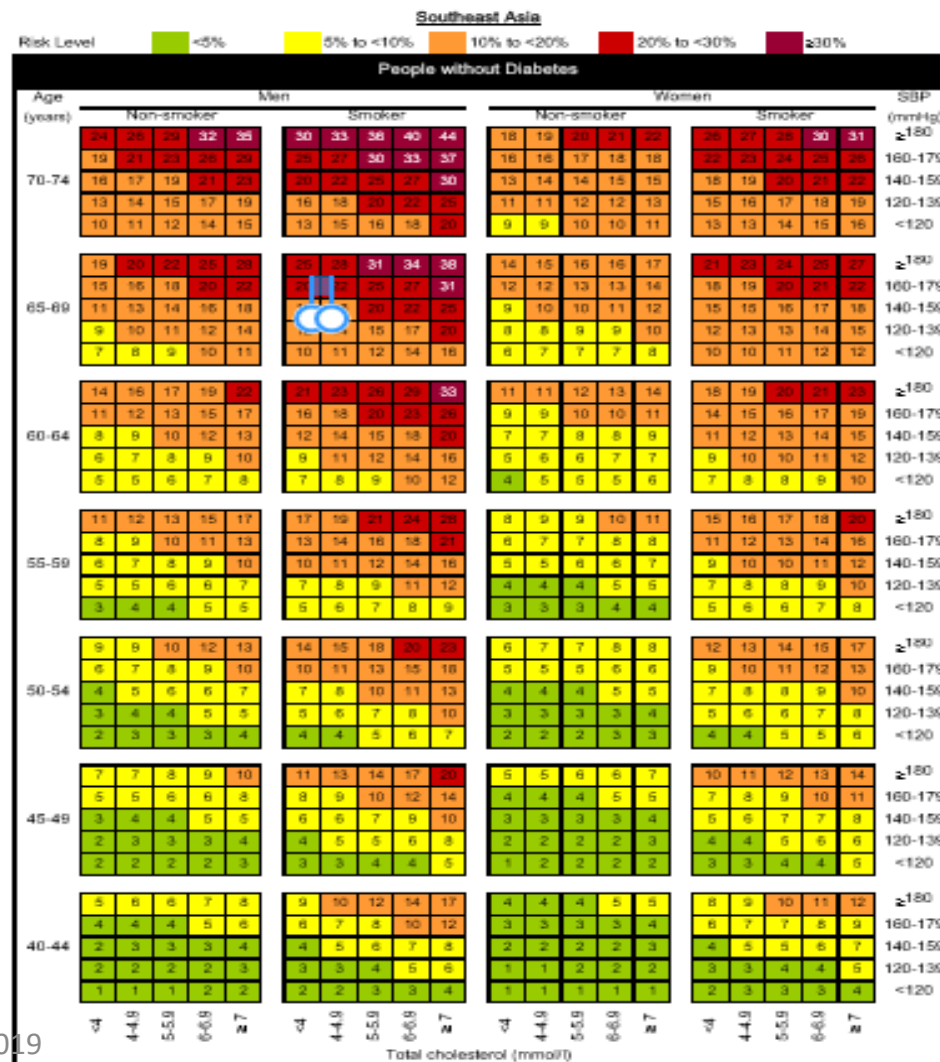 Southeast Asia
Risk Level <5% 5% to <10% 10% to <20% 20% to <30% ≥30%
People without Diabetes
Age Men Women SBP
(years) Non-smoker Smoker Non-smoker Smoker (mmHg)
24 26 29 32 35 30 33 36 40 44 18 19 20 21 22 26 27 28 30 31 ≥180
19 21 23 26 29 25 27 30 33 37 16 16 17 18 18 22 23 24 25 26 160-179
70-74 16 17 19 21 23 20 22 25 27 30 13 14 14 15 15 18 19 20 21 22 140-159
13 14 15 17 19 16 18 20 22 25 11 11 12 12 13 15 16 17 18 19 120-139
10 11 12 14 15 13 15 16 18 20 9 9 10 10 11 13 13 14 15 16 <120
19 20 22 25 28 25 28 31 34 38 14 15 16 16 17 21 23 24 25 27 ≥180
15 16 18 20 22 20 22 25 27 31 12 12 13 13 14 18 19 20 21 22 160-179
65-69 11 13 14 16 18 20 22 25 9 10 10 11 12 15 15 16 17 18 140-159
9 10 11 12 14 15 17 20 8 8 9 9 10 12 13 13 14 15 120-139
7 8 9 10 11 10 11 12 14 16 6 7 7 7 8 10 10 11 12 12 <120
14 16 17 19 22 21 23 26 29 33 11 11 12 13 14 18 19 20 21 23 ≥180
11 12 13 15 17 16 18 20 23 26 9 9 10 10 11 14 15 16 17 19 160-179
60-64 8 9 10 12 13 12 14 15 18 20 7 7 8 8 9 11 12 13 14 15 140-159
6 7 8 9 10 9 11 12 14 16 5 6 6 7 7 9 10 10 11 12 120-139
5 5 6 7 8 7 8 9 10 12 4 5 5 5 6 7 8 8 9 10 <120
11 12 13 15 17 17 19 21 24 28 8 9 9 10 11 15 16 17 18 20 ≥180
8 9 10 11 13 13 14 16 18 21 6 7 7 8 8 11 12 13 14 16 160-179
55-59 6 7 8 9 10 10 11 12 14 16 5 5 6 6 7 9 10 10 11 12 140-159
5 5 6 6 7 7 8 9 11 12 4 4 4 5 5 7 8 8 9 10 120-139
3 4 4 5 5 5 6 7 8 9 3 3 3 4 4 5 6 6 7 8 <120
9 9 10 12 13 14 15 18 20 23 6 7 7 8 8 12 13 14 15 17 ≥180
6 7 8 9 10 10 11 13 15 18 5 5 5 6 6 9 10 11 12 13 160-179
50-54 4 5 6 6 7 7 8 10 11 13 4 4 4 5 5 7 8 8 9 10 140-159
3 4 4 5 5 5 6 7 8 10 3 3 3 3 4 5 6 6 7 8 120-139
2 3 3 3 4 4 4 5 6 7 2 2 2 3 3 4 4 5 5 6 <120
7 7 8 9 10 11 13 14 17 20 5 5 6 6 7 10 11 12 13 14 ≥180
5 5 6 6 8 8 9 10 12 14 4 4 4 5 5 7 8 9 10 11 160-179
45-49 3 4 4 5 5 6 6 7 9 10 3 3 3 3 4 5 6 7 7 8 140-159
2 3 3 3 4 4 5 5 6 8 2 2 2 2 3 4 4 5 6 6 120-139
2 2 2 2 3 3 3 4 4 5 1 2 2 2 2 3 3 4 4 5 <120
5 6 6 7 8 9 10 12 14 17 4 4 4 5 5 8 9 10 11 12 ≥180
4 4 4 5 6 6 7 8 10 12 3 3 3 3 4 6 7 7 8 9 160-179
40-44 2 3 3 3 4 4 5 6 7 8 2 2 2 2 3 4 5 5 6 7 140-159
2 2 2 2 3 3 3 4 5 6 1 1 2 2 2 3 3 4 4 5 120-139
1 1 1 2 2 2 2 3 3 4 1 1 1 1 1 2 3 3 3 4 <120
<4 4-4.9 5-5.9 6-6.9 ≥7 <4 4-4.9 5-5.9 6-6.9 ≥7 <4 4-4.9 5-5.9 6-6.9 ≥7 <4 4-4.9 5-5.9 6-6.9 ≥7
019
Total cholesterol (mmol/l)